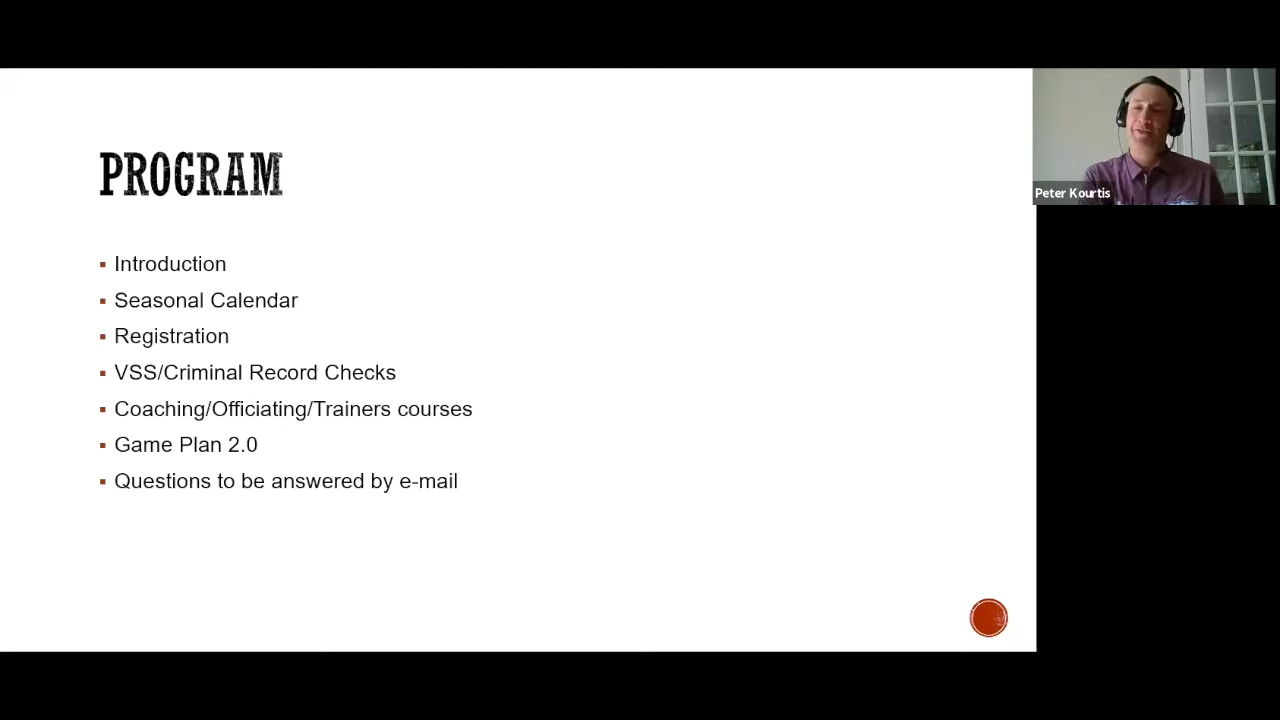 PROGRAM
Introduction
Seasonal Calendar
Registration
VSS/Criminal Record Checks
Coaching/Officiating/Trainers courses
Game Plan 2.0
Questions to be answered by e-mail
Peter Kourtis